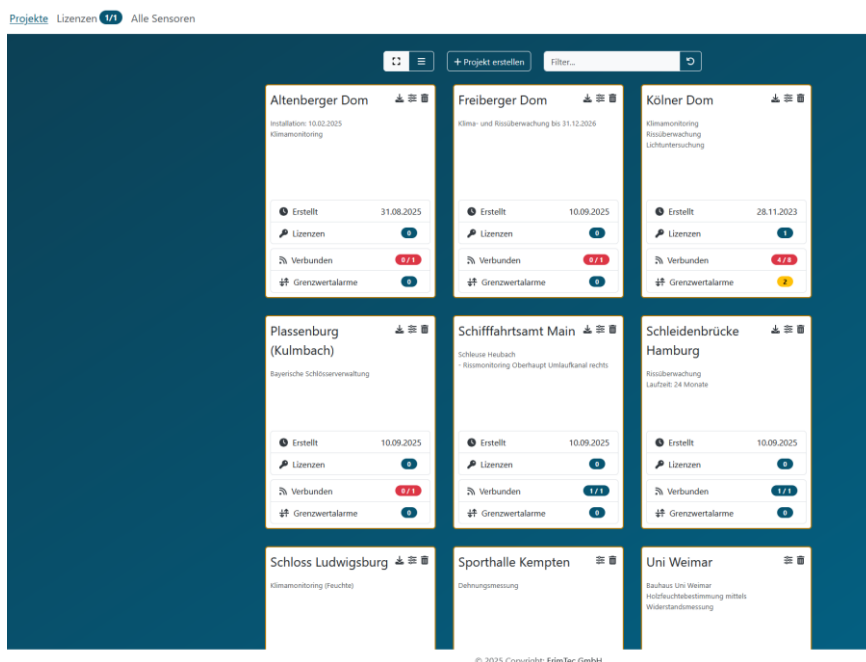 Projekte Lizenzen 1/1 Alle Sensoren
+ Projekt erstellen Filter...
Altenberger Dom
Installation: 10.02.2025
Klimamonitoring
Erstellt 31.08.2025
Lizenzen 0
Verbunden 0 / 1
Grenzwertalarme 0
Freiberger Dom
Klima- und Rissüberwachung bis 31.12.2026
Erstellt 10.09.2025
Lizenzen 0
Verbunden 0 / 1
Grenzwertalarme 0
Kölner Dom
Klimamonitoring
Rissüberwachung
Lichtuntersuchung
Erstellt 28.11.2023
Lizenzen 1
Verbunden 4 / 8
Grenzwertalarme 2
Plassenburg
(Kulmbach)
Bayerische Schlösserverwaltung
Erstellt 10.09.2025
Lizenzen 0
Verbunden 0 / 1
Grenzwertalarme 0
Schifffahrtsamt Main
Schleuse Heubach
- Rissmonitoring Oberhaupt Umlaufkanal rechts
Erstellt 10.09.2025
Lizenzen 0
Verbunden 1 / 1
Grenzwertalarme 0
Schleidenbrücke
Hamburg
Rissüberwachung
Laufzeit: 24 Monate
Erstellt 10.09.2025
Lizenzen 0
Verbunden 1 / 1
Grenzwertalarme 0
Schloss Ludwigsburg
Klimamonitoring (Feuchte)
Sporthalle Kempten
Dehnungsmessung
Uni Weimar
Bauhaus Uni Weimar
Holzfeuchtebestimmung mittels
Widerstandsmessung
© 2025 Copyright: